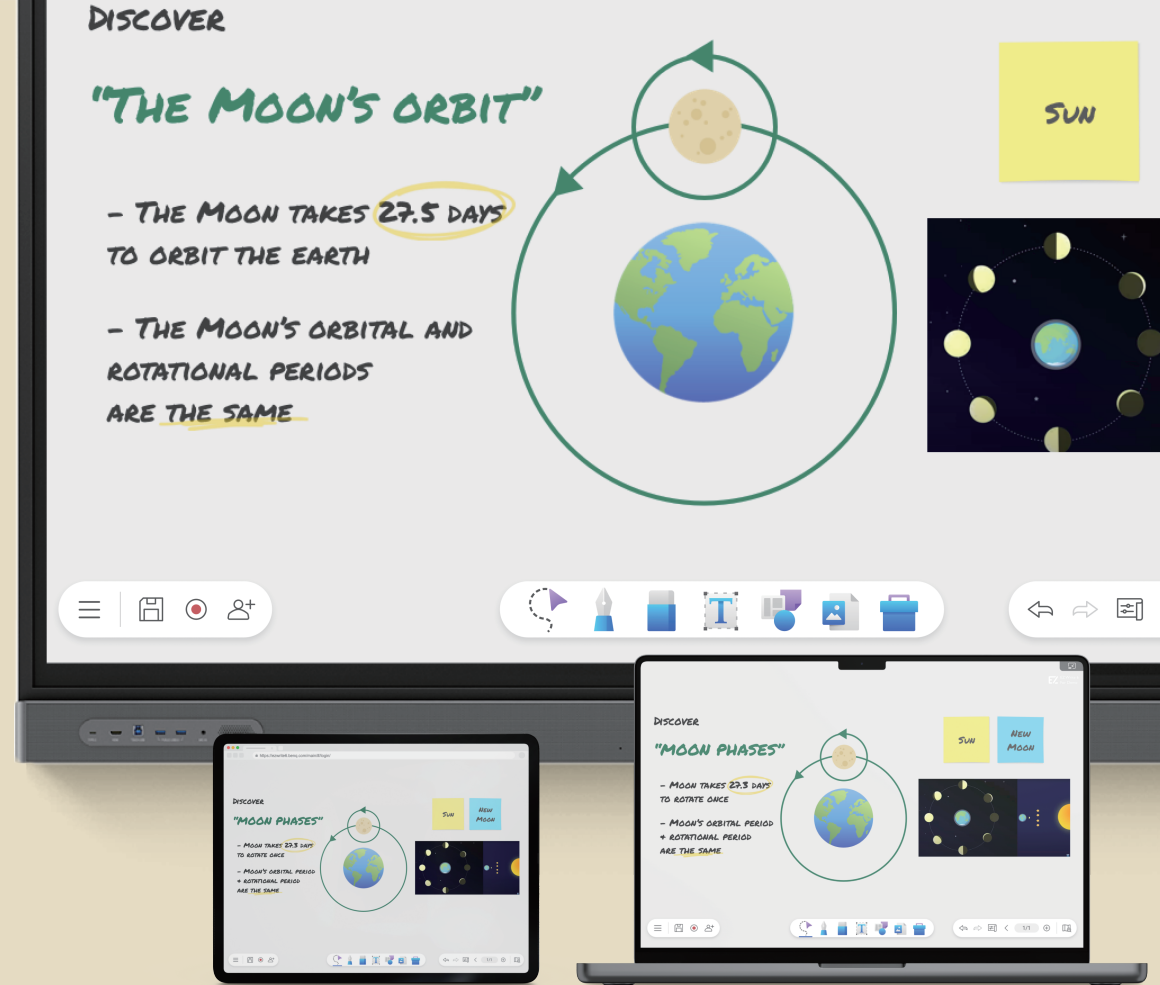 DISCOVER
"THE MOON'S ORBIT"
- THE MOON TAKES 27.5 DAYS
TO ORBIT THE EARTH
- THE MOON'S ORBITAL AND
ROTATIONAL PERIODS
ARE THE SAME
SUN
T
DISCOVER
"MOON PHASES"
- MOON TAKES 27.3 DAYS
TO ROTATE ONCE
- MOON'S ORBITAL PERIOD
+ ROTATIONAL PERIOD
ARE THE SAME
SUN
NEW
MOON
EZ
T
1/1
DISCOVER
"MOON PHASES"
- MOON TAKES 27.3 DAYS
TO ROTATE ONCE
- MOON'S ORBITAL PERIOD
+ ROTATIONAL PERIOD
ARE THE SAME
SUN
NEW
MOON